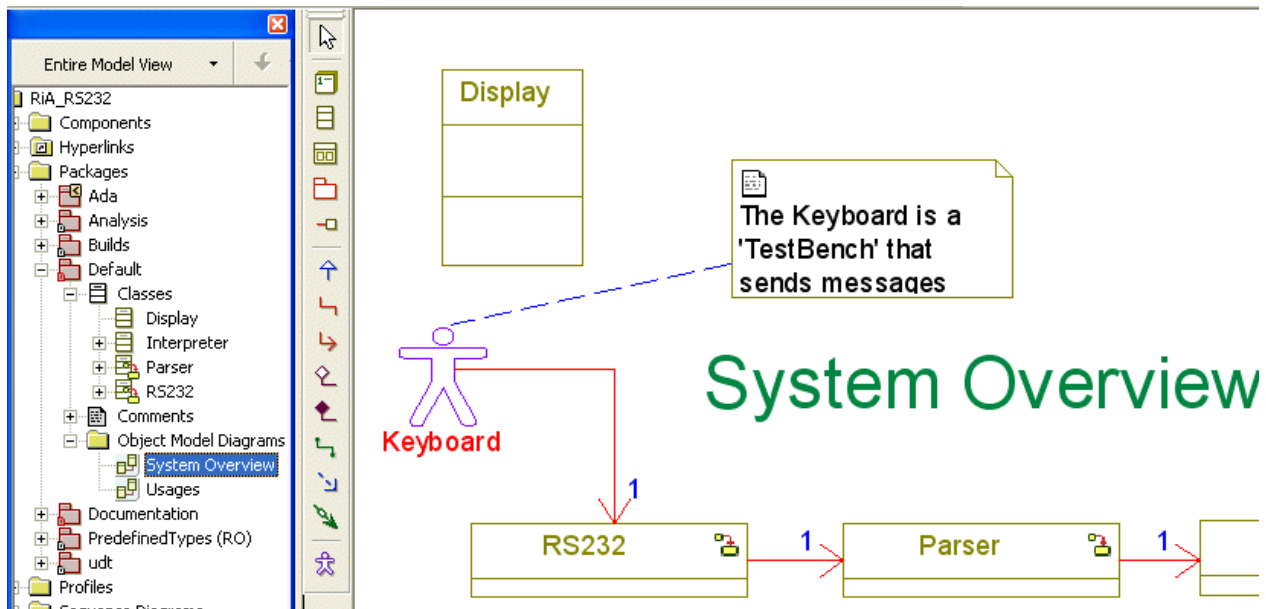 Entire Model View
RiA_RS232
Components
Hyperlinks
Packages
Ada
Analysis
Builds
Default
Classes
Display
Interpreter
Parser
RS232
Comments
Object Model Diagrams
System Overview
Usages
Documentation
PredefinedTypes (RO)
udt
Profiles
Sequence Diagrams
Display
The Keyboard is a
'TestBench' that
sends messages
System Overview
Keyboard
1
RS232
1
Parser
1